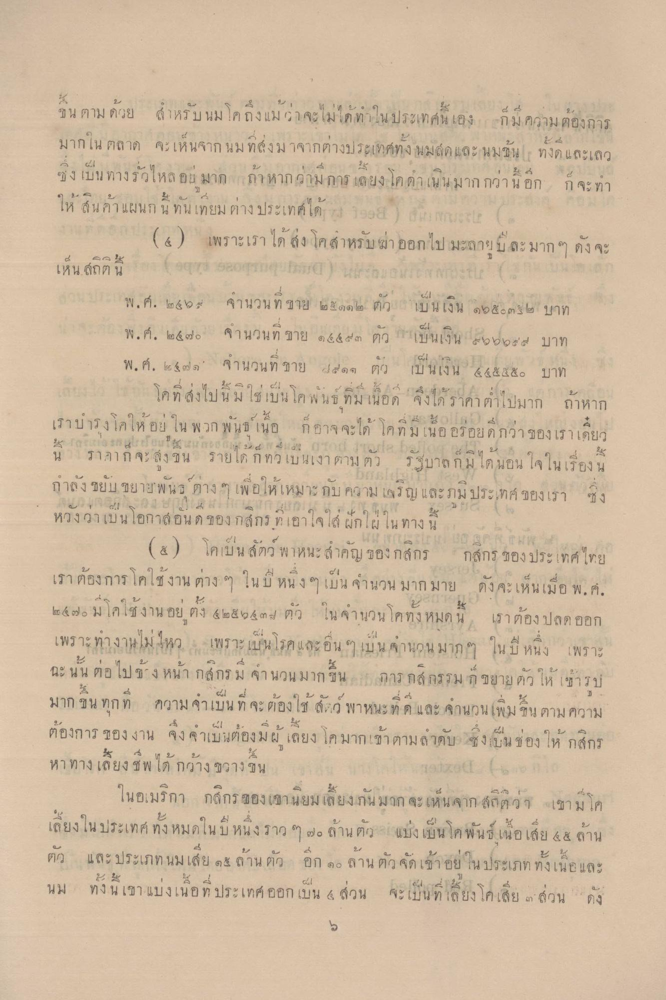 ขึ้นตามด้วย สำหรับนมโคถึงแม้ว่าจะไม่ได้ทำในประเทศนี้เอง ก็มีความต้องการ
มากในตลาด จะเห็นจากนมที่ส่งมาจากต่างประเทศทั้งนมสดและนมข้น ทั้งดีและเลว
ซึ่งเป็นทางรั่วไหลอยู่มาก ถ้าหากว่ามีการเลี้ยงโคดำเนินมากกว่านี้อีก ก็จะทำ
ให้สินค้าแผนกนี้ทันเทียมต่างประเทศได้
(๔) เพราะเราได้ส่งโคสำหรับฆ่าออกไปมะลายูปีละมากๆ ดังจะ
เห็นสถิตินี้
พ.ศ. ๒๔๖๙ จำนวนที่ขาย ๒๕๑๑๒ ตัว เป็นเงิน บาท
พ.ศ. ๒๔๗๐ จำนวนที่ขาย ๑๔๔๙๓ ตัว เป็นเงิน ๙๖๖๖๙๙ บาท
พ.ศ. ๒๔๗๑ จำนวนที่ขาย ๘๙๑๑ ตัว เป็นเงิน ๔๔๕๕๕๐ บาท
โคที่ส่งไปนี้มิใช่เป็นโคพันธุ์ที่มีเนื้อดี จึงได้ราคาต่ำไปมาก ถ้าหาก
เราบำรุงโคให้อยู่ในพวกพันธุ์เนื้อ ก็อาจจะได้โคที่มีเนื้ออร่อยดีกว่าของเราเดี๋ยว
นี้ ราคาก็จะสูงขึ้น รายได้ก็ทวีเป็นเงาตามตัว รัฐบาลก็มิได้นอนใจในเรื่องนี้
กำลังขยับขยายพันธุ์ต่างๆเพื่อให้เหมาะกับความเจริญและภูมิประเทศของเรา ซึ่ง
หวังว่าเป็นโอกาสอันดีของกสิกรที่เอาใจใส่ฝักใฝ่ในทางนี้
(๕) โคเป็นสัตว์พาหนะสำคัญของกสิกร กสิกรของประเทศไทย
เราต้องการโคใช้งานต่างๆ ในปีหนึ่งๆเป็นจำนวนมากมาย ดังจะเห็นเมื่อ พ.ศ.
๒๔๗๐ มีโคใช้งานอยู่ตั้ง ๔๒๕๖๔๓๘ ตัว ในจำนวนโคทั้งหมดนี้ เราต้องปลดออก
เพราะทำงานไม่ไหว เพราะเป็นโรคและอื่นๆเป็นจำนวนมากๆ ในปีหนึ่ง เพราะ
ฉะนั้นต่อไปข้างหน้ากสิกรมีจำนวนมากขึ้น การกสิกรรมก็ขยายตัวให้เข้ารูป
มากขึ้นทุกที ความจำเป็นที่จะต้องใช้สัตว์พาหนะที่ดีและจำนวนเพิ่มขึ้นตามความ
ต้องการของงาน จึงจำเป็นต้องมีผู้เลี้ยงโคมากเข้าตามลำดับ ซึ่งเป็นช่องให้กสิกร
หาทางเลี้ยงชีพได้กว้างขวางขึ้น
ในอเมริกา กสิกรของเขานิยมเลี้ยงกันมากจะเห็นจากสถิติว่า เขามีโค
เลี้ยงในประเทศทั้งหมดในปีหนึ่งราวๆ๗๐ ล้านตัว แบ่งเป็นโคพันธุ์เนื้อเสีย ๔๕ ล้าน
ตัว และประเภทนมเสีย ๑๕ ล้านตัว อีก ๑๐ ล้านตัวจัดเข้าอยู่ในประเภททั้งเนื้อและ
นม ทั้งนี้เขาแบ่งเนื้อที่ประเทศออกเป็น ๔ ส่วน จะเป็นที่เลี้ยงโคเสีย ๓ ส่วน ดัง
๖